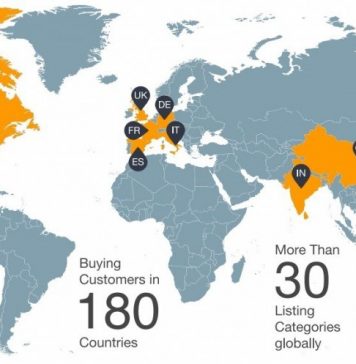 UK
DE
FR
IT
ES
IN
Buying
Customers in
180
Countries
More Than
30
Listing
Categories
globally